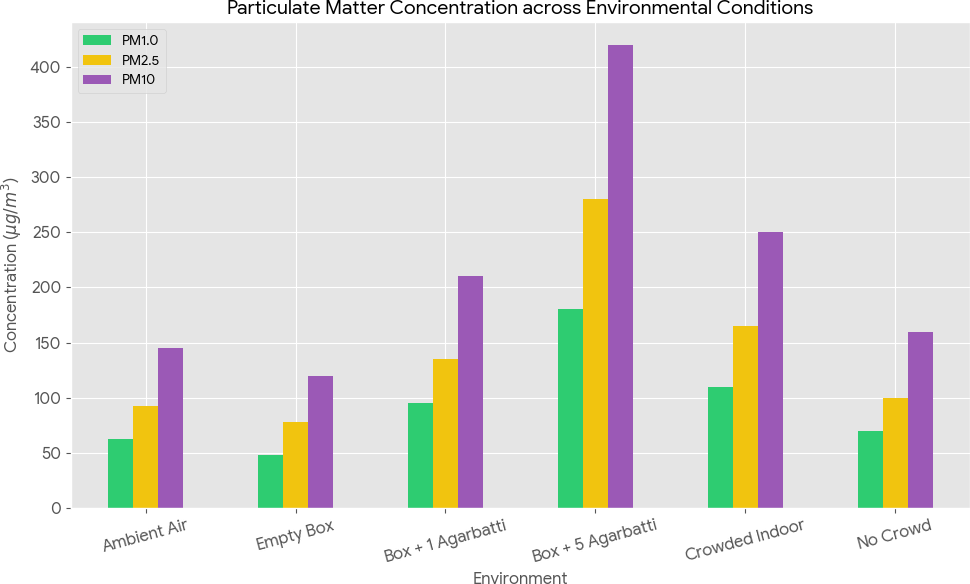 Particulate Matter Concentration across Environmental Conditions
PM1.0
PM2.5
PM10
Concentration (μg/m³)
400
350
300
250
200
150
100
50
0
Ambient Air
Empty Box
Box + 1 Agarbatti
Box + 5 Agarbatti
Crowded Indoor
No Crowd
Environment